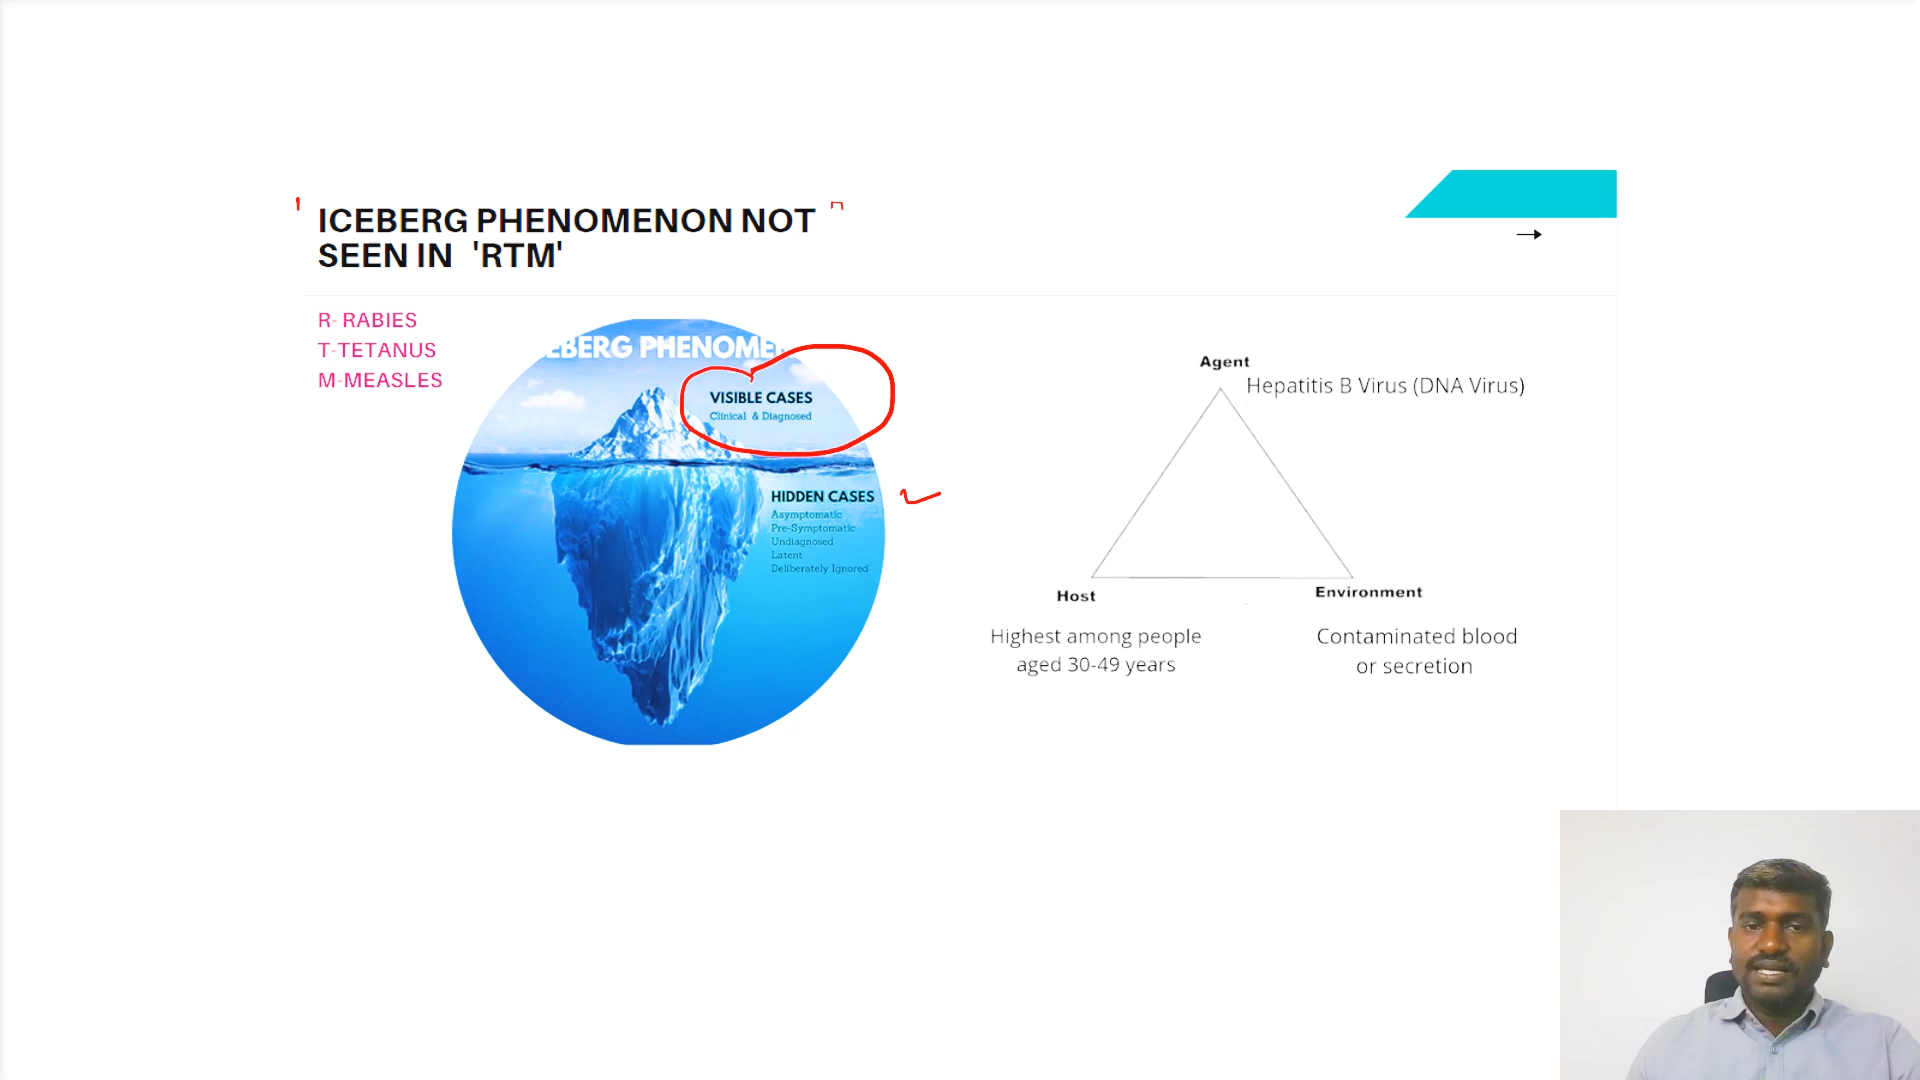 ICEBERG PHENOMENON NOT
SEEN IN 'RTM'
R- RABIES
T-TETANUS
M-MEASLES
VISIBLE CASES
Clinical & Diagnosed
HIDDEN CASES
Asymptomatic
Pre-Symptomatic
Undiagnosed
Latent
Deliberately Ignored
Agent
Hepatitis B Virus (DNA Virus)
Host
Environment
Highest among people
aged 30-49 years
Contaminated blood
or secretion